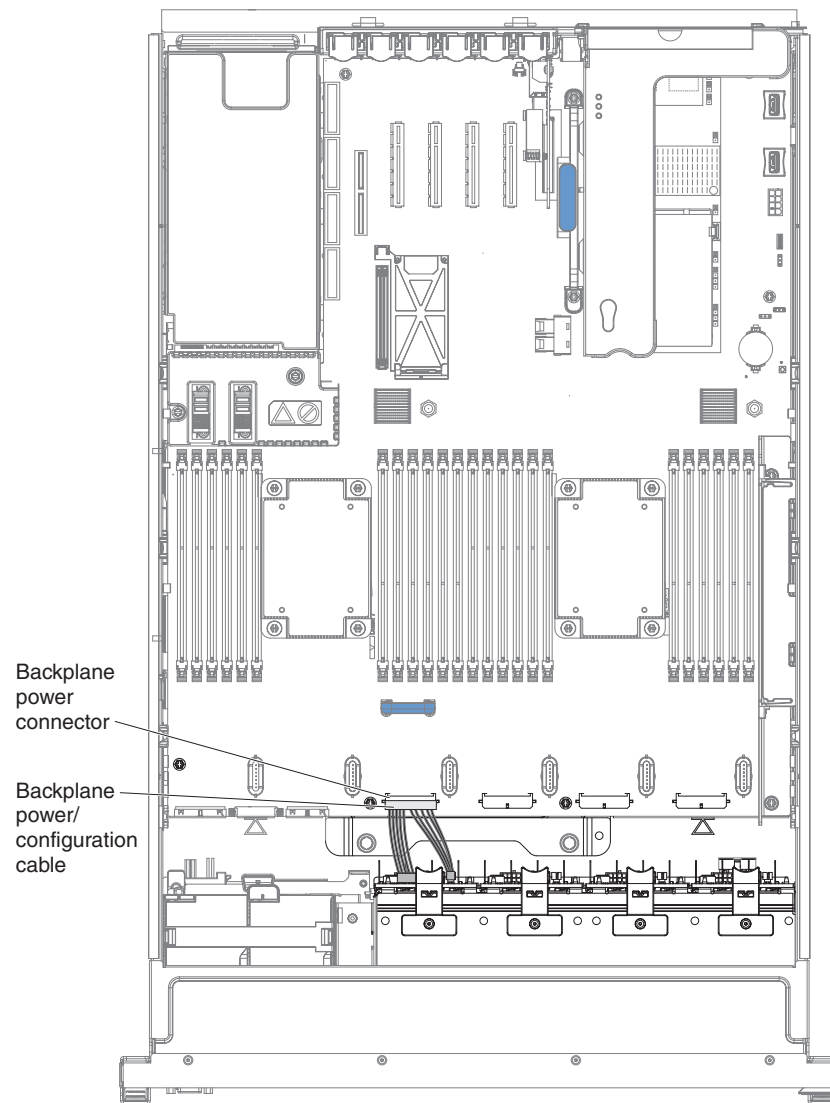 Backplane
power
connector
Backplane
power/
configuration
cable